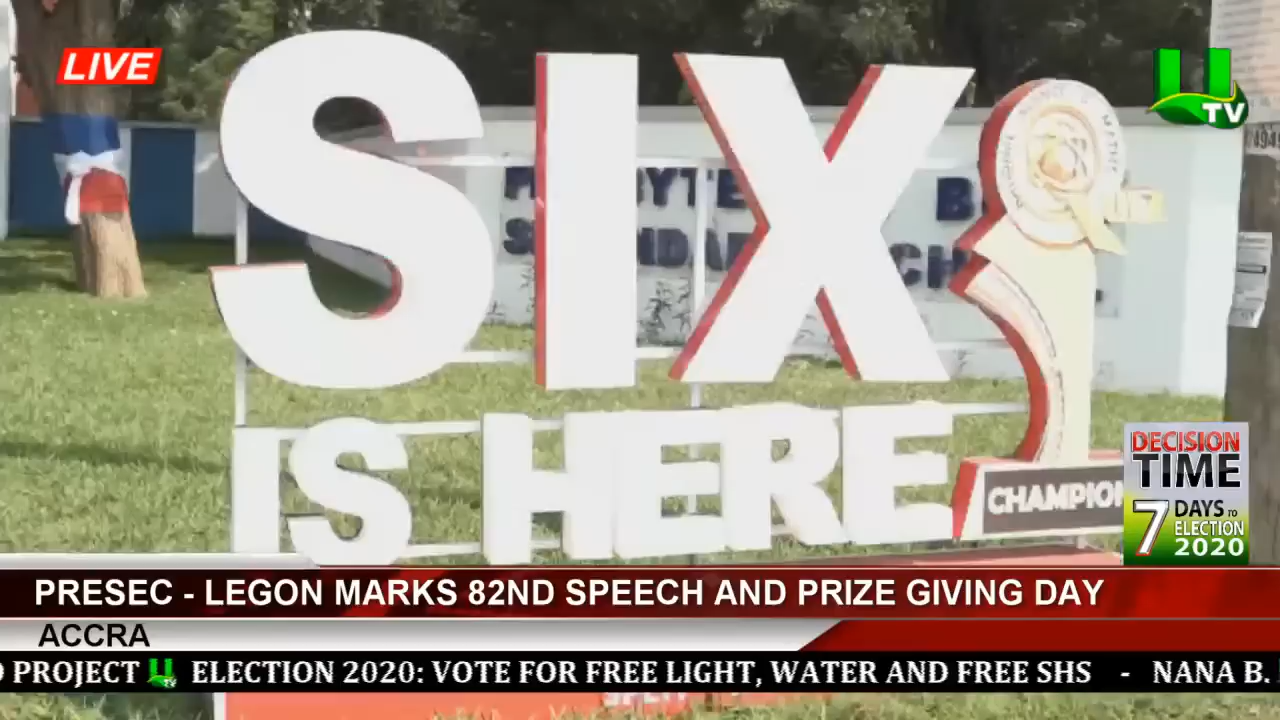 LIVE
U
TV
SIX
IS HERE
CHAMPION
DECISION
TIME
7 DAYS TO
ELECTION
2020
PRESEC - LEGON MARKS 82ND SPEECH AND PRIZE GIVING DAY
ACCRA
PROJECT UTV ELECTION 2020: VOTE FOR FREE LIGHT, WATER AND FREE SHS - NANA B.